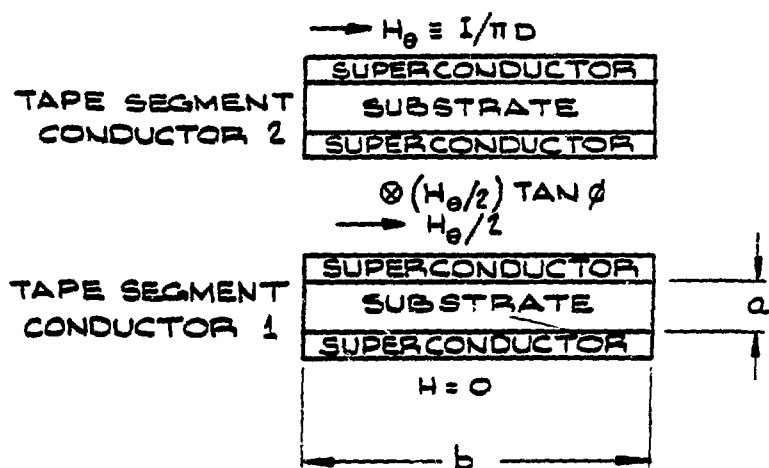 H_θ ≡ I/πD
SUPERCONDUCTOR
TAPE SEGMENT
CONDUCTOR 2
SUBSTRATE
SUPERCONDUCTOR
⊗(H_θ/2) TAN ϕ
H_θ/2
SUPERCONDUCTOR
TAPE SEGMENT
CONDUCTOR 1
SUBSTRATE
a
SUPERCONDUCTOR
H = 0
b